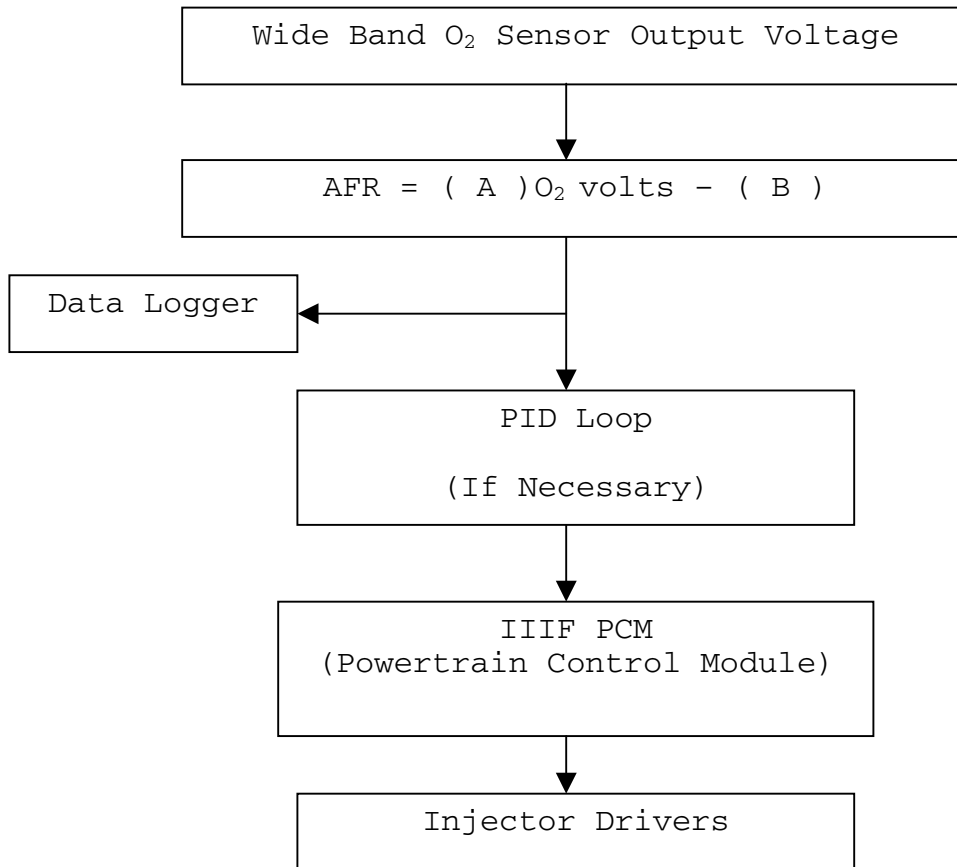 Wide Band O₂ Sensor Output Voltage
AFR = ( A )O₂ volts – ( B )
Data Logger
PID Loop
(If Necessary)
IIIF PCM
(Powertrain Control Module)
Injector Drivers